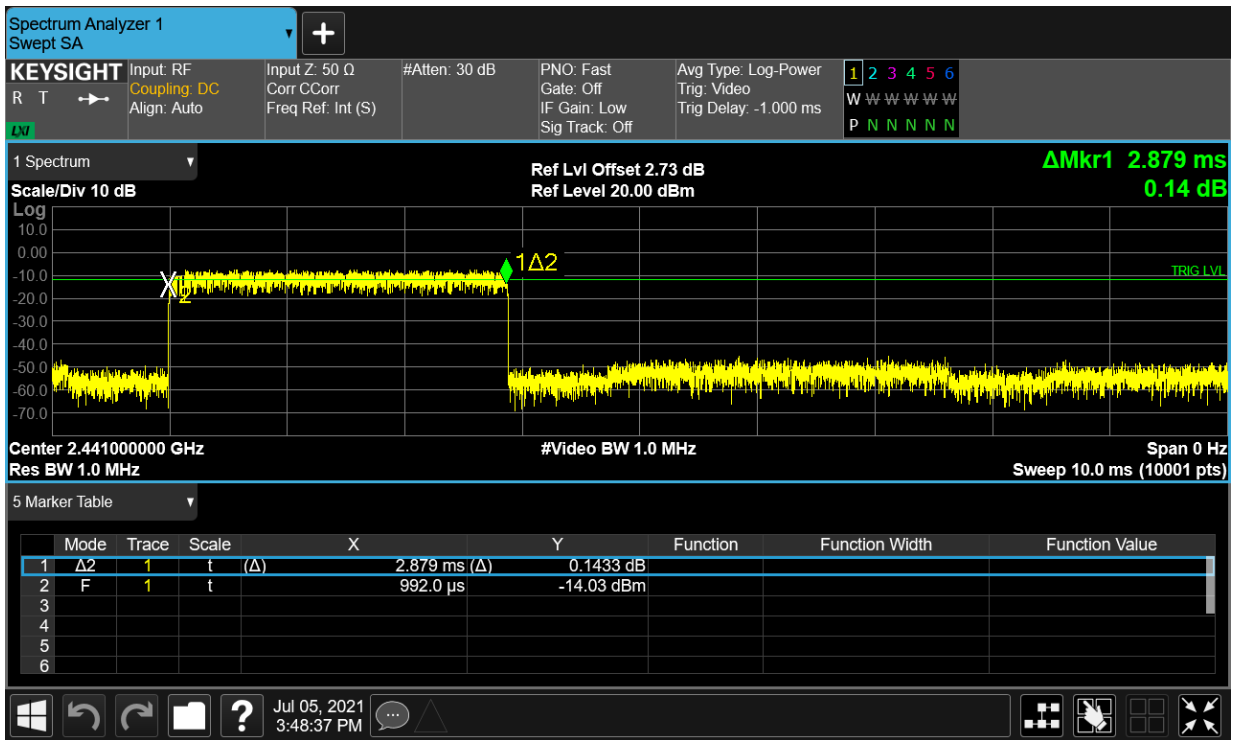 Spectrum Analyzer 1
Swept SA
KEYSIGHT Input: RF Input Z: 50 Ω #Atten: 30 dB PNO: Fast Avg Type: Log-Power 1 2 3 4 5 6
R T Coupling: DC Corr CCorr Gate: Off Trig: Video W W W W W W
Align: Auto Freq Ref: Int (S) IF Gain: Low Trig Delay: -1.000 ms
LXI Sig Track: Off P N N N N N
1 Spectrum Ref Lvl Offset 2.73 dB ΔMkr1 2.879 ms
Scale/Div 10 dB Ref Level 20.00 dBm 0.14 dB
Log
10.0
0.00
1Δ2
-10.0 TRIG LVL
X2
-20.0
-30.0
-40.0
-50.0
-60.0
-70.0
Center 2.441000000 GHz #Video BW 1.0 MHz Span 0 Hz
Res BW 1.0 MHz Sweep 10.0 ms (10001 pts)
5 Marker Table
Mode Trace Scale X Y Function Function Width Function Value
1 Δ2 1 t (Δ) 2.879 ms (Δ) 0.1433 dB
2 F 1 t 992.0 µs -14.03 dBm
3
4
5
6
? Jul 05, 2021
3:48:37 PM